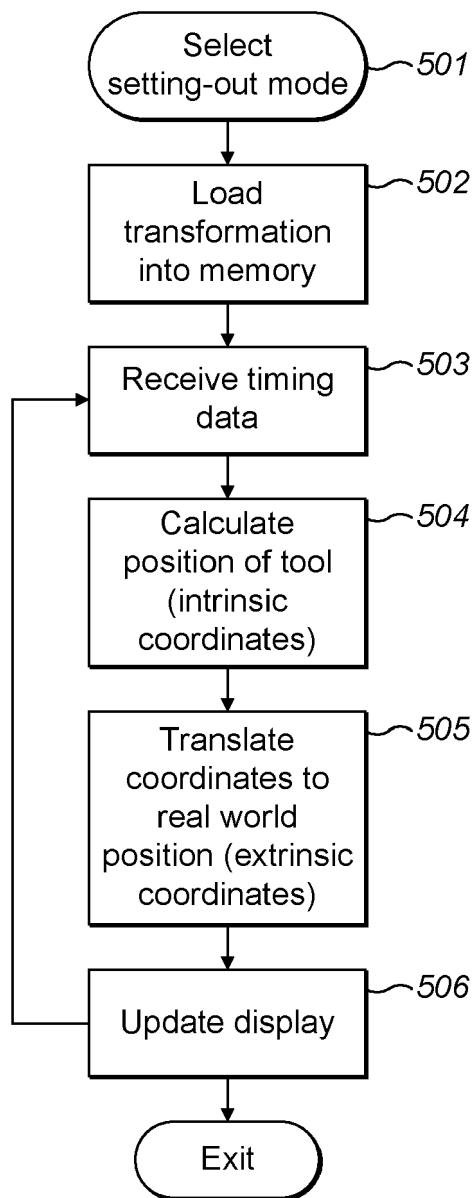 Select
setting-out mode
501
Load
transformation
into memory
502
Receive timing
data
503
Calculate
position of tool
(intrinsic
coordinates)
504
Translate
coordinates to
real world
position (extrinsic
coordinates)
505
Update display
506
Exit